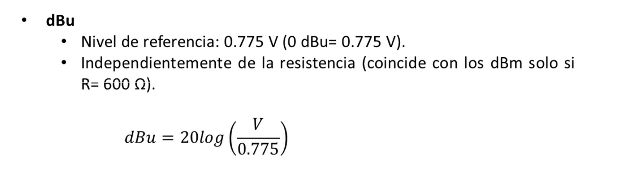 • dBu
• Nivel de referencia: 0.775 V (0 dBu= 0.775 V).
• Independientemente de la resistencia (coincide con los dBm solo si
R= 600 Ω).
dBu = 20log (V / 0.775)